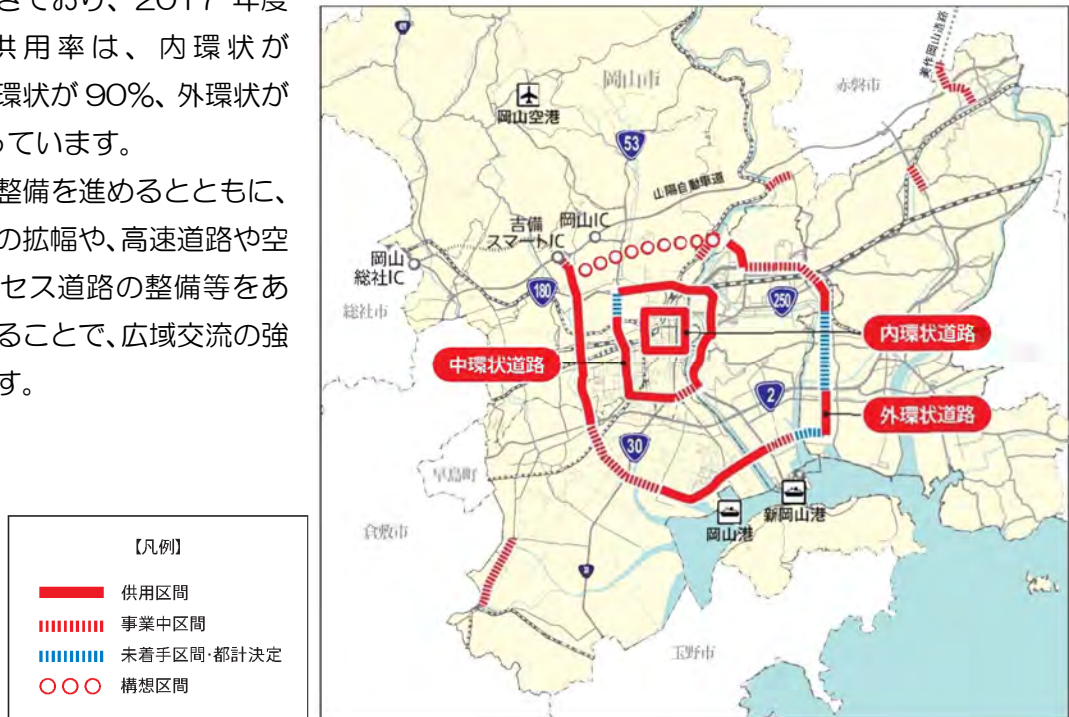 きており、2017 年度
供用率は、内環状が
環状が 90%、外環状が
っています。
整備を進めるとともに、
の拡幅や、高速道路や空
セス道路の整備等をあ
ることで、広域交流の強
す。
【凡例】
供用区間
事業中区間
未着手区間・都計決定
構想区間
美作岡山道路
岡山市
赤磐市
岡山空港
53
山陽自動車道
吉備
スマートIC
岡山IC
岡山
総社IC
180
250
総社市
内環状道路
中環状道路
2
外環状道路
30
早島町
新岡山港
岡山港
倉敷市
玉野市